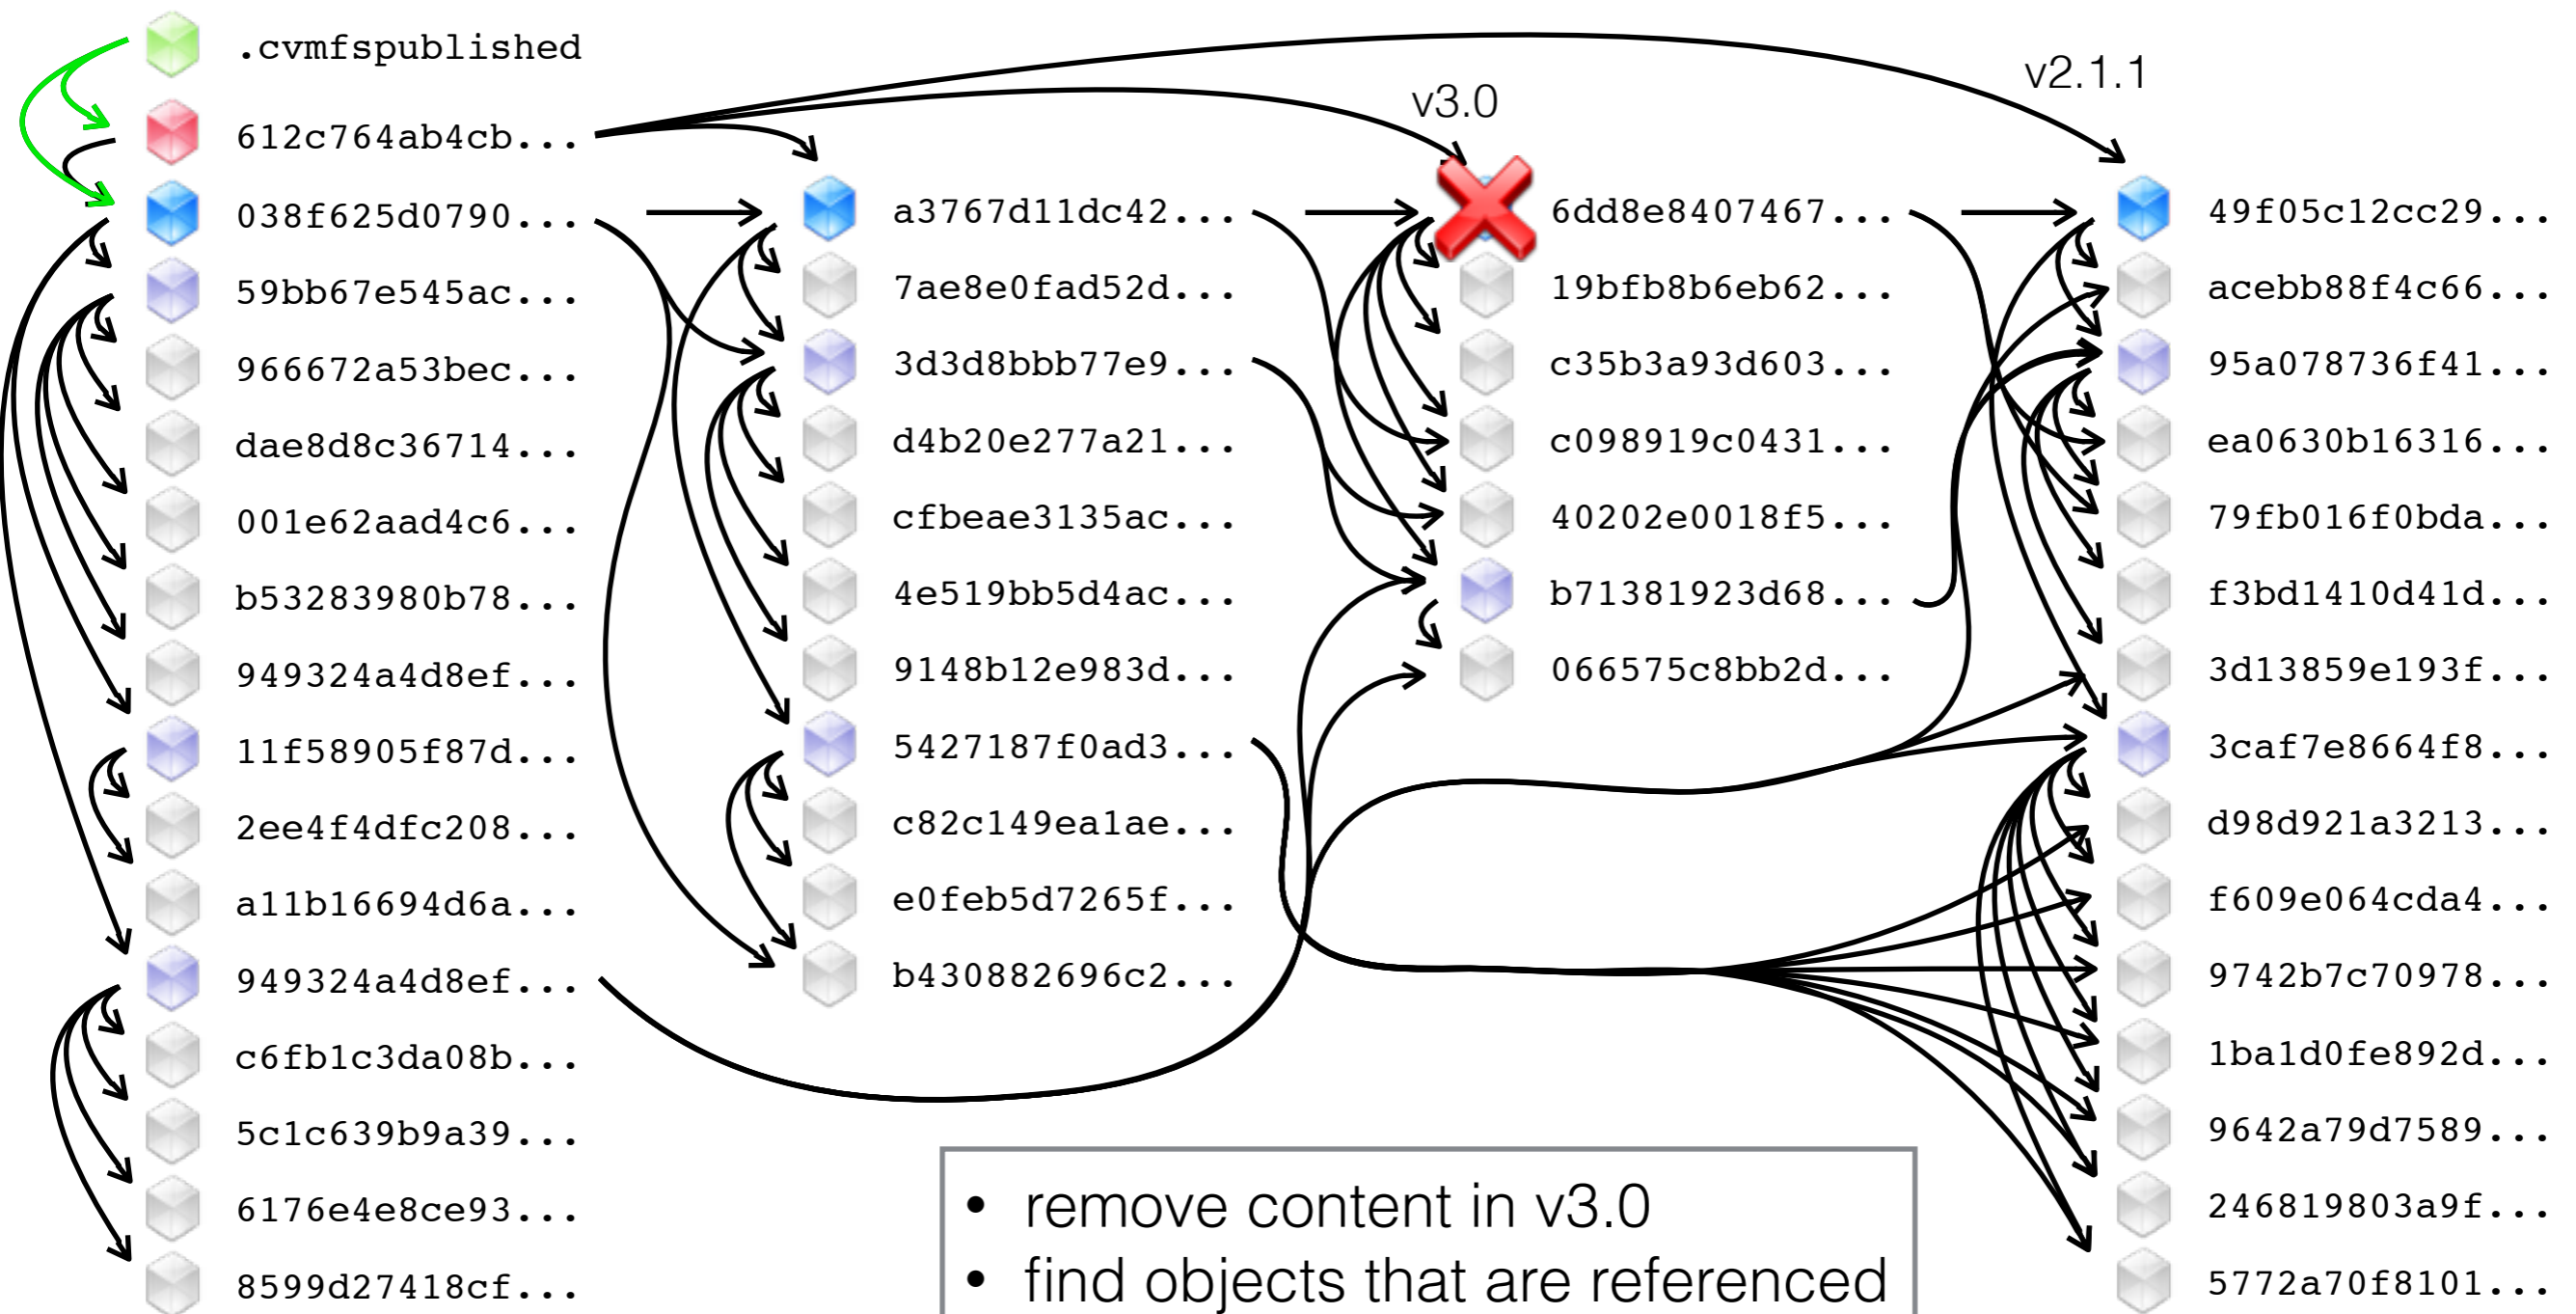 .cvmfspublished
612c764ab4cb...
038f625d0790...
59bb67e545ac...
966672a53bec...
dae8d8c36714...
001e62aad4c6...
b53283980b78...
949324a4d8ef...
11f58905f87d...
2ee4f4dfc208...
a11b16694d6a...
949324a4d8ef...
c6fb1c3da08b...
5c1c639b9a39...
6176e4e8ce93...
8599d27418cf...
a3767d11dc42...
7ae8e0fad52d...
3d3d8bbb77e9...
d4b20e277a21...
cfbeae3135ac...
4e519bb5d4ac...
9148b12e983d...
5427187f0ad3...
c82c149ea1ae...
e0feb5d7265f...
b430882696c2...
v3.0
6dd8e8407467...
19bfb8b6eb62...
c35b3a93d603...
c098919c0431...
40202e0018f5...
b71381923d68...
066575c8bb2d...
v2.1.1
49f05c12cc29...
acebb88f4c66...
95a078736f41...
ea0630b16316...
79fb016f0bda...
f3bd1410d41d...
3d13859e193f...
3caf7e8664f8...
d98d921a3213...
f609e064cda4...
9742b7c70978...
1ba1d0fe892d...
9642a79d7589...
246819803a9f...
5772a70f8101...
• remove content in v3.0
• find objects that are referenced